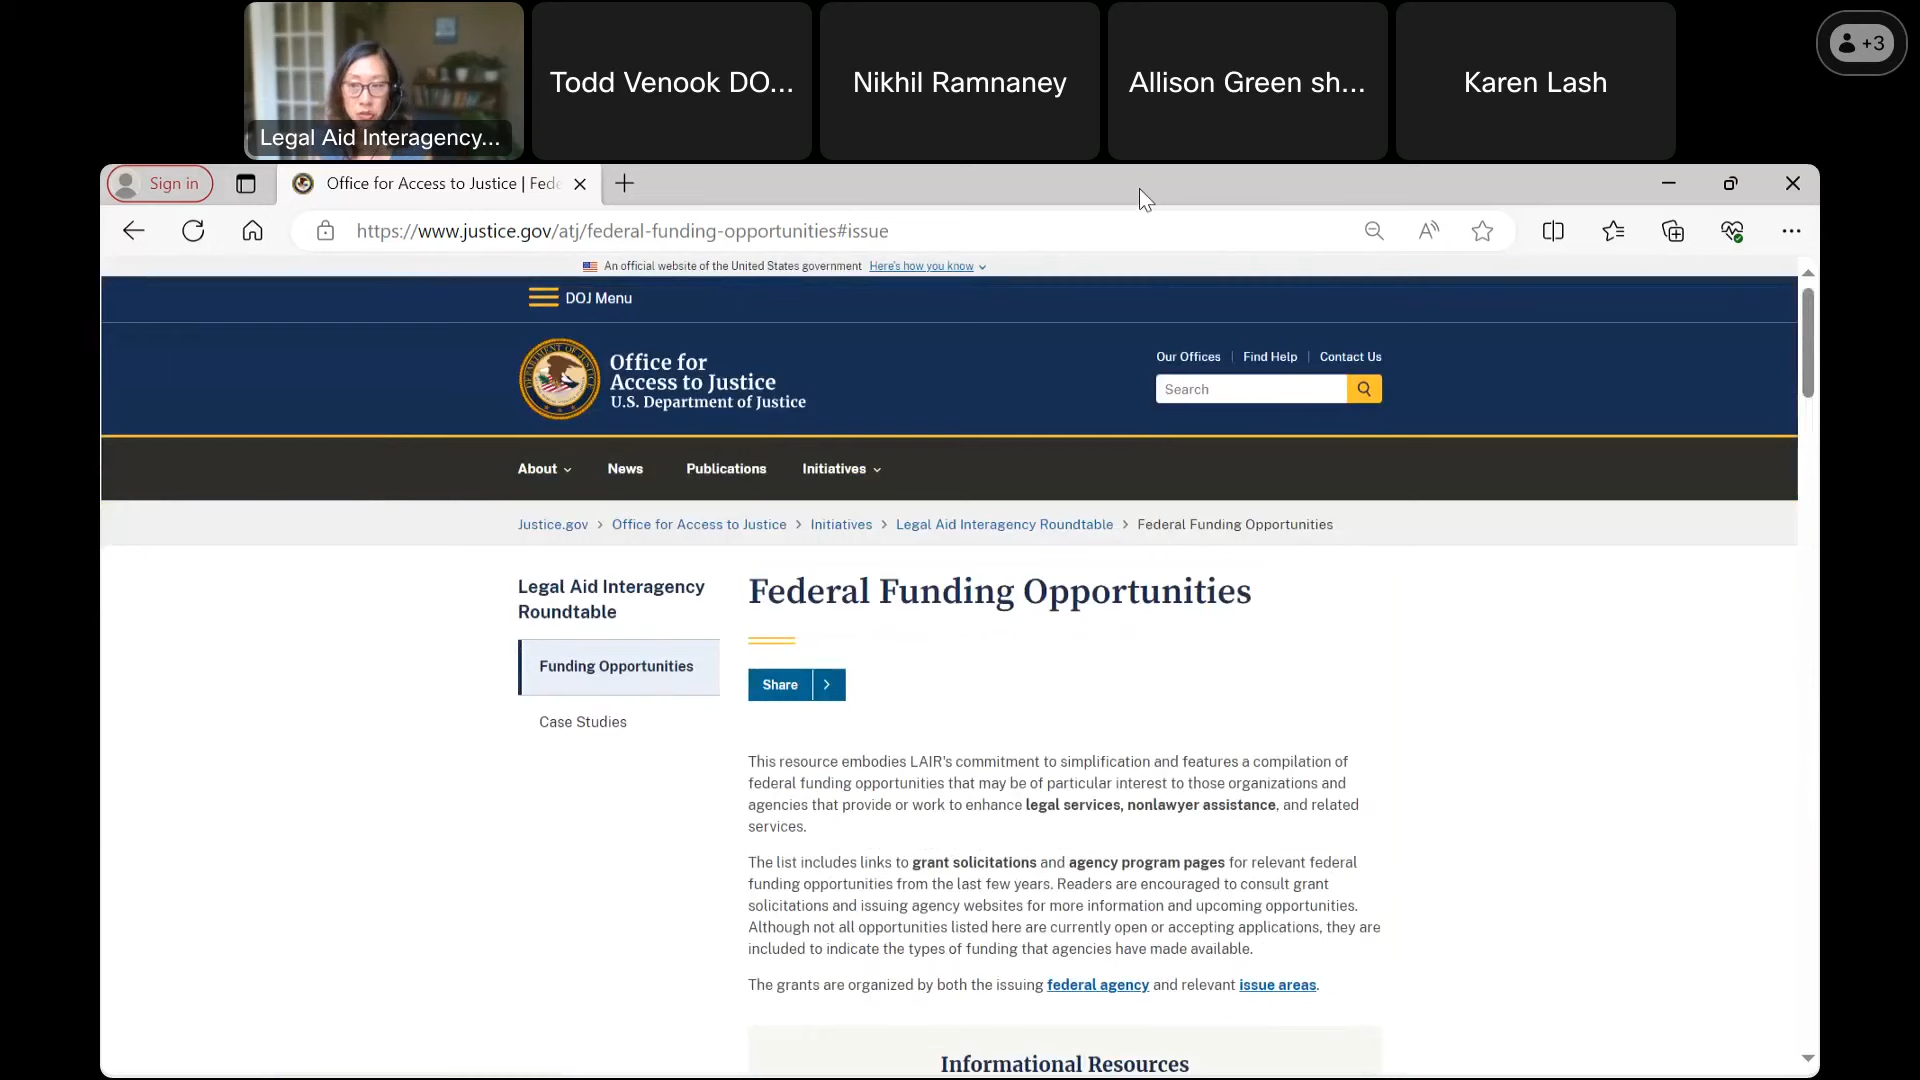 Legal Aid Interagency...
Todd Venook DO...
Nikhil Ramnaney
Allison Green sh...
Karen Lash
+3
Sign in
Office for Access to Justice | Fede
https://www.justice.gov/atj/federal-funding-opportunities#issue
An official website of the United States government Here's how you know
DOJ Menu
Office for
Access to Justice
U.S. Department of Justice
Our Offices | Find Help | Contact Us
Search
About
News
Publications
Initiatives
Justice.gov > Office for Access to Justice > Initiatives > Legal Aid Interagency Roundtable > Federal Funding Opportunities
Legal Aid Interagency
Roundtable
Funding Opportunities
Case Studies
Federal Funding Opportunities
Share
This resource embodies LAIR's commitment to simplification and features a compilation of
federal funding opportunities that may be of particular interest to those organizations and
agencies that provide or work to enhance legal services, nonlawyer assistance, and related
services.
The list includes links to grant solicitations and agency program pages for relevant federal
funding opportunities from the last few years. Readers are encouraged to consult grant
solicitations and issuing agency websites for more information and upcoming opportunities.
Although not all opportunities listed here are currently open or accepting applications, they are
included to indicate the types of funding that agencies have made available.
The grants are organized by both the issuing federal agency and relevant issue areas.
Informational Resources